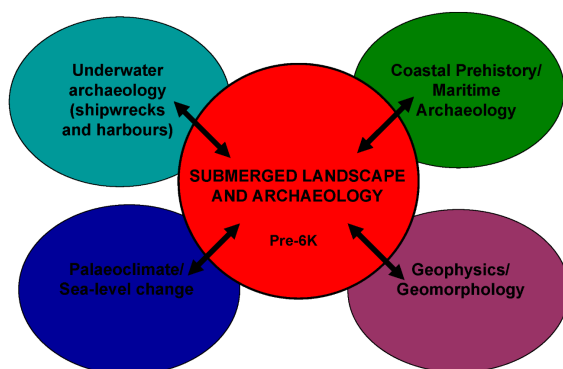 Underwater
archaeology
(shipwrecks
and harbours)
Coastal Prehistory/
Maritime
Archaeology
SUBMERGED LANDSCAPE
AND ARCHAEOLOGY
Pre-6K
Palaeoclimate/
Sea-level change
Geophysics/
Geomorphology